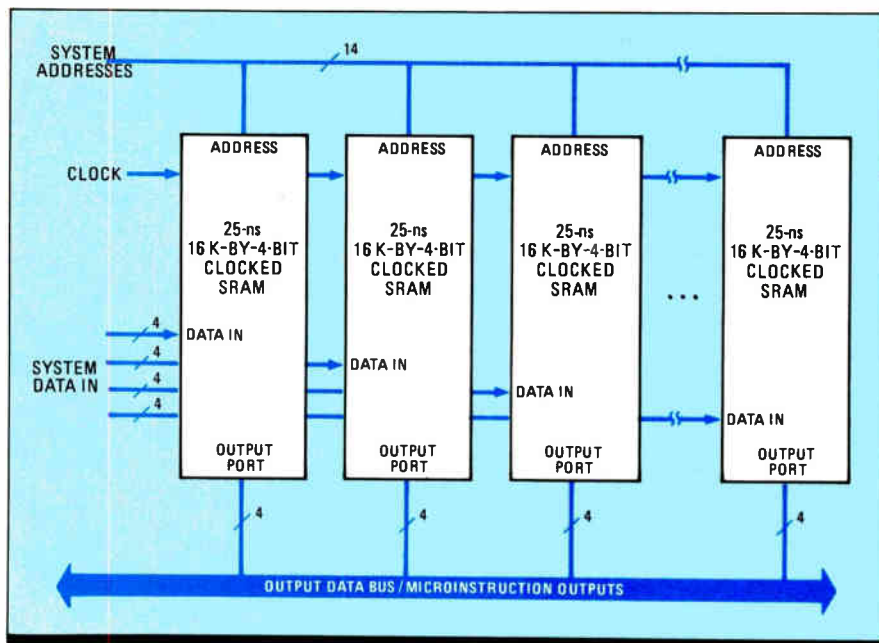 SYSTEM
ADDRESSES
14
CLOCK
ADDRESS
ADDRESS
ADDRESS
ADDRESS
25-ns
16 K-BY-4-BIT
CLOCKED
SRAM
25-ns
16 K-BY-4-BIT
CLOCKED
SRAM
25-ns
16 K-BY-4-BIT
CLOCKED
SRAM
...
25-ns
16 K-BY-4-BIT
CLOCKED
SRAM
SYSTEM
DATA IN
4
4
4
4
DATA IN
DATA IN
DATA IN
DATA IN
OUTPUT
PORT
OUTPUT
PORT
OUTPUT
PORT
OUTPUT
PORT
4
4
4
4
OUTPUT DATA BUS/MICROINSTRUCTION OUTPUTS